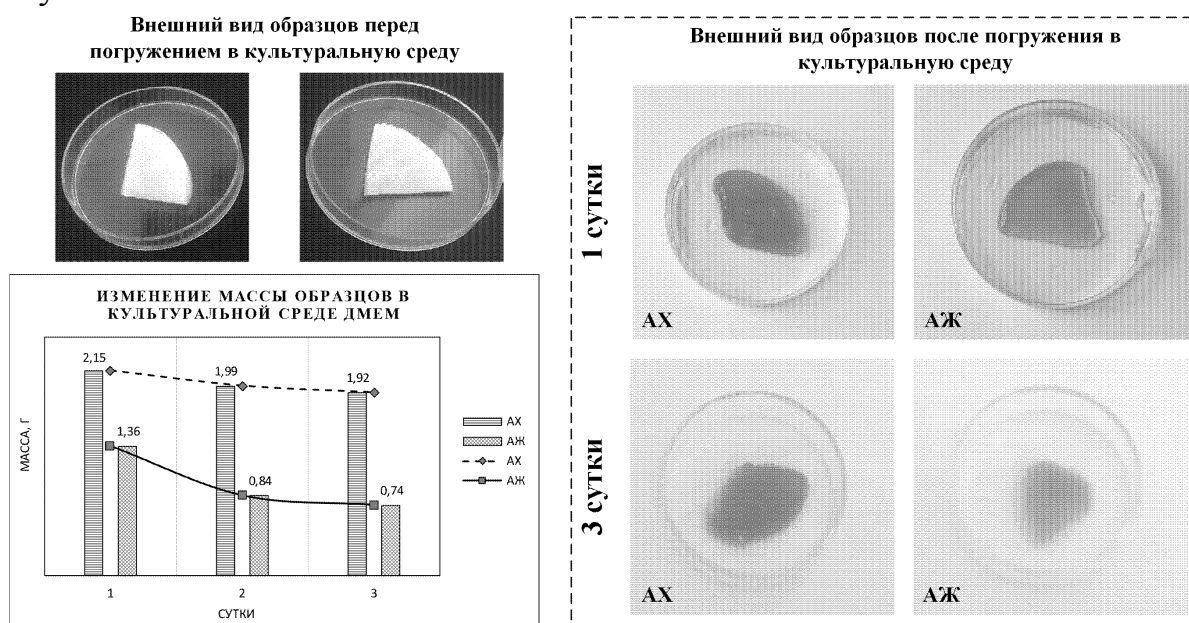 Внешний вид образцов перед
погружением в культуральную среду
ИЗМЕНЕНИЕ МАССЫ ОБРАЗЦОВ В
КУЛЬТУРАЛЬНОЙ СРЕДЕ ДМЕМ
МАССА, Г
2,15
1,99
1,92
1,36
0,84
0,74
1
2
3
СУТКИ
АХ
АЖ
АХ
АЖ
Внешний вид образцов после погружения в
культуральную среду
1 сутки
АХ
АЖ
3 сутки
АХ
АЖ